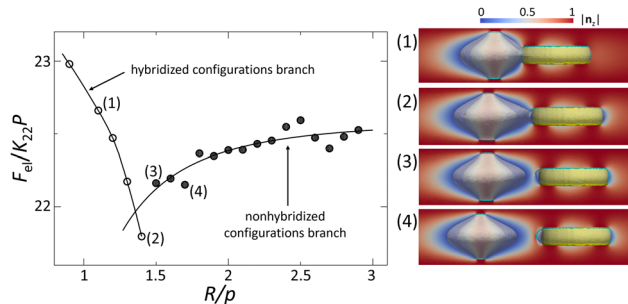 0 0.5 1
|n_z|
F_el/K_22P
23
22
hybridized configurations branch
(1)
(2)
(3)
(4)
nonhybridized
configurations branch
1 1.5 2 2.5 3
R/p
(1)
(2)
(3)
(4)